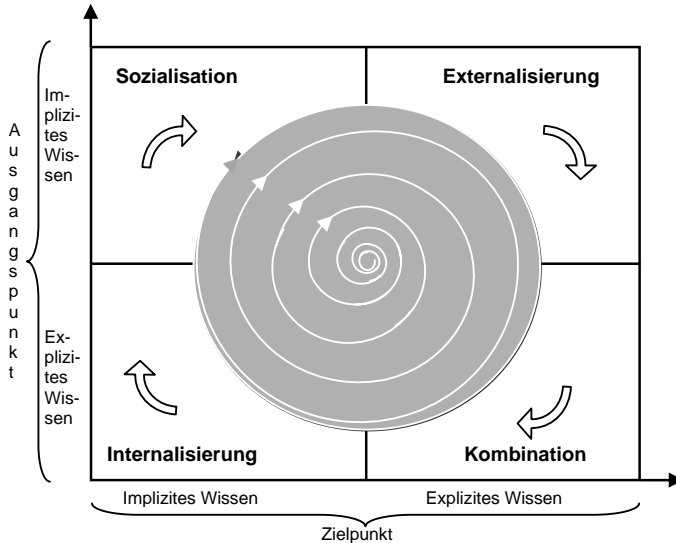 Sozialisation
Externalisierung
A
u
s
g
a
n
g
s
p
u
n
k
t
Im-
plizi-
tes
Wis-
sen
Ex-
plizi-
tes
Wis-
sen
Internalisierung
Kombination
Implizites Wissen
Explizites Wissen
Zielpunkt